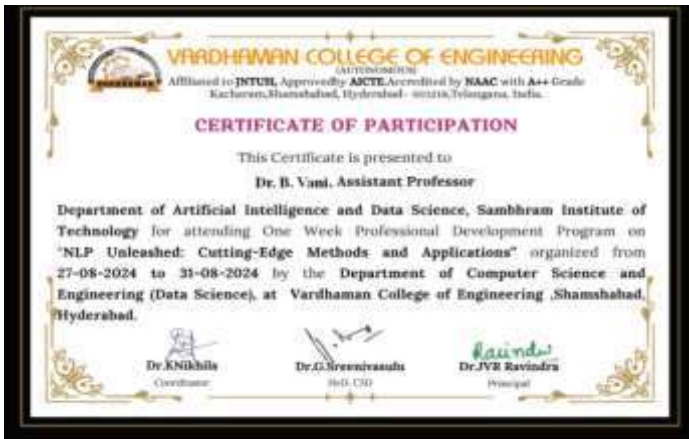 VARDHAMAN COLLEGE OF ENGINEERING
(AUTONOMOUS)
Affiliated to JNTUH, Approvedby AICTE,Accredited by NAAC with A++ Grade
Kacharam,Shamshabad, Hyderabad- 501218,Telangana, India.
CERTIFICATE OF PARTICIPATION
This Certificate is presented to
Dr. B. Vani, Assistant Professor
Department of Artificial Intelligence and Data Science, Sambhram Institute of
Technology for attending One Week Professional Development Program on
"NLP Unleashed: Cutting-Edge Methods and Applications" organized from
27-08-2024 to 31-08-2024 by the Department of Computer Science and
Engineering (Data Science), at Vardhaman College of Engineering ,Shamshabad,
Hyderabad.
Dr.KNikhila Dr.G.Sreenivasulu Dr.JVR Ravindra
Coordinator HoD, CSD Principal